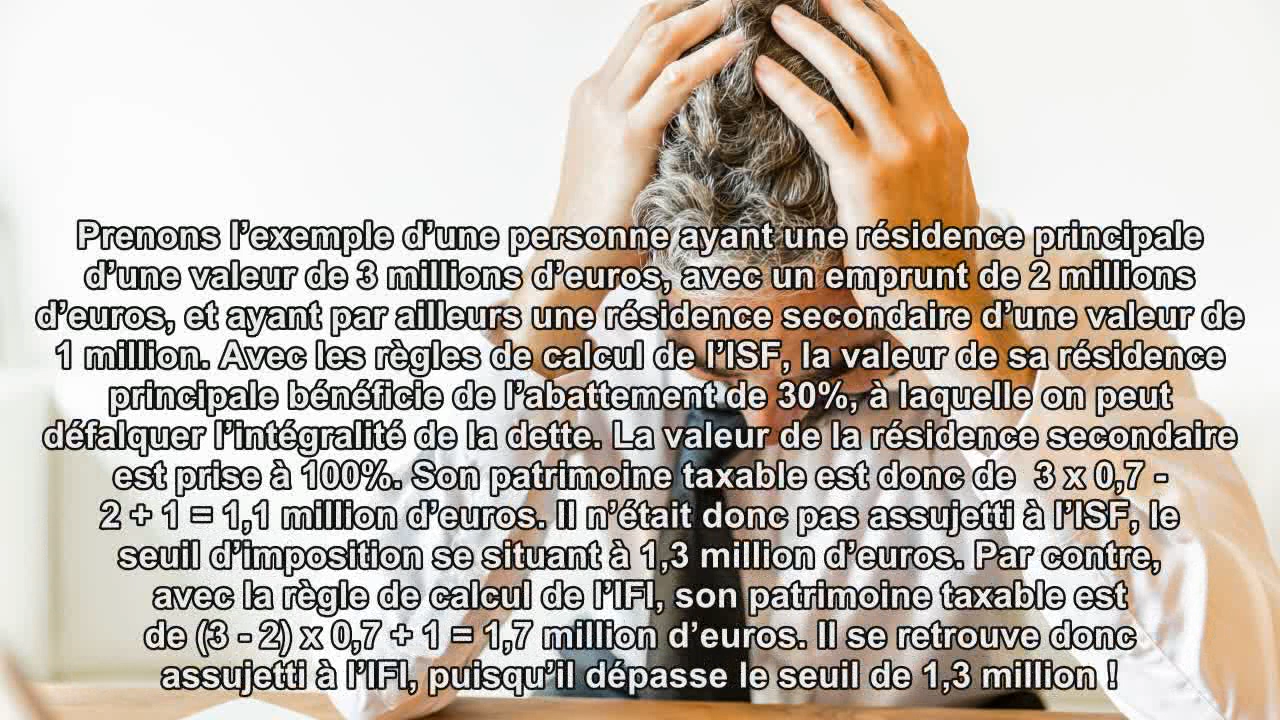 Prenons l’exemple d’une personne ayant une résidence principale
d’une valeur de 3 millions d’euros, avec un emprunt de 2 millions
d’euros, et ayant par ailleurs une résidence secondaire d’une valeur de
1 million. Avec les règles de calcul de l’ISF, la valeur de sa résidence
principale bénéficie de l’abattement de 30%, à laquelle on peut
défalquer l’intégralité de la dette. La valeur de la résidence secondaire
est prise à 100%. Son patrimoine taxable est donc de  3 x 0,7 -
2 + 1 = 1,1 million d’euros. Il n’était donc pas assujetti à l’ISF, le
seuil d’imposition se situant à 1,3 million d’euros. Par contre,
avec la règle de calcul de l’IFI, son patrimoine taxable est
de (3 - 2) x 0,7 + 1 = 1,7 million d’euros. Il se retrouve donc
assujetti à l’IFI, puisqu’il dépasse le seuil de 1,3 million !